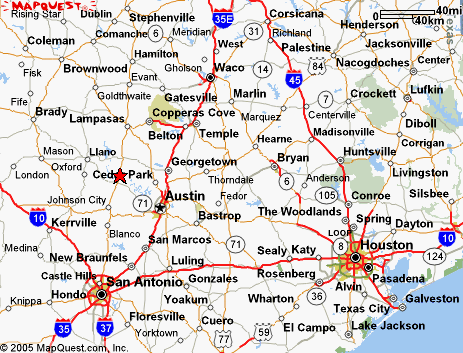 MAPQUEST
Rising Star Dublin Stephenville 35E Corsicana 40mi
40km
Comanche 6 Meridian 31 Henderson
Coleman Hamilton West Richland Palestine Jacksonville Texas
Brownwood Gholson 14 84 Nacogdoches
Fisk Evant Waco 45 Center
Goldthwaite Gatesville Marlin 7 Crockett Lufkin
Fife
Brady Copperas Cove Centerville
Lampasas Marquez Diboll
Belton Temple Madisonville
Mason Llano Hearne Corrigan
Oxford Georgetown Bryan Huntsville
London Cedar Park Thorndale Anderson Livingston
Johnson City 71 Austin Fedor 6 105 Conroe Silsbee
10 Kerrville Bastrop The Woodlands Spring Dayton
Blanco LOOP
Medina San Marcos 71 Sealy Katy 8 Houston 10
New Braunfels 124
Castle Hills Luling Rosenberg Pasadena
Hondo San Antonio Gonzales
Knippa Yoakum Wharton 36 Alvin Galveston
Floresville Cuero Texas City
35 37 77 59 El Campo Lake Jackson
Yorktown
© 2005 MapQuest.com, Inc.